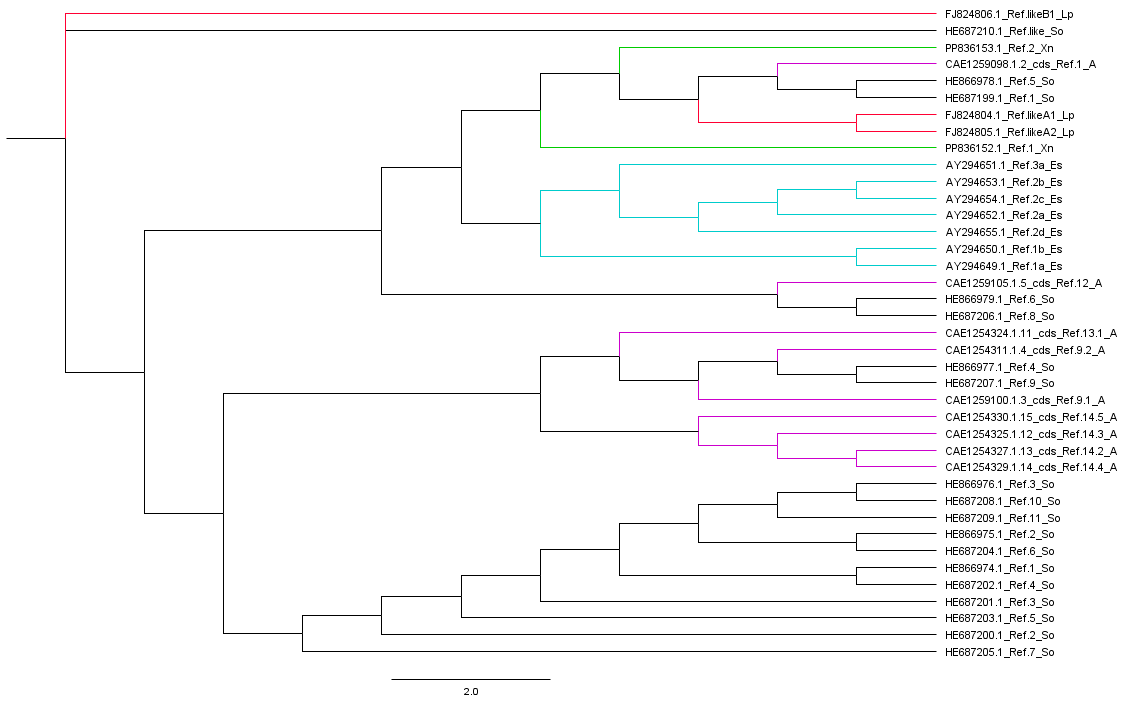 FJ824806.1_Ref.likeB1_Lp
HE687210.1_Ref.like_So
PP836153.1_Ref.2_Xn
CAE1259098.1.2_cds_Ref.1_A
HE866978.1_Ref.5_So
HE687199.1_Ref.1_So
FJ824804.1_Ref.likeA1_Lp
FJ824805.1_Ref.likeA2_Lp
PP836152.1_Ref.1_Xn
AY294651.1_Ref.3a_Es
AY294653.1_Ref.2b_Es
AY294654.1_Ref.2c_Es
AY294652.1_Ref.2a_Es
AY294655.1_Ref.2d_Es
AY294650.1_Ref.1b_Es
AY294649.1_Ref.1a_Es
CAE1259105.1.5_cds_Ref.12_A
HE866979.1_Ref.6_So
HE687206.1_Ref.8_So
CAE1254324.1.11_cds_Ref.13.1_A
CAE1254311.1.4_cds_Ref.9.2_A
HE866977.1_Ref.4_So
HE687207.1_Ref.9_So
CAE1259100.1.3_cds_Ref.9.1_A
CAE1254330.1.15_cds_Ref.14.5_A
CAE1254325.1.12_cds_Ref.14.3_A
CAE1254327.1.13_cds_Ref.14.2_A
CAE1254329.1.14_cds_Ref.14.4_A
HE866976.1_Ref.3_So
HE687208.1_Ref.10_So
HE687209.1_Ref.11_So
HE866975.1_Ref.2_So
HE687204.1_Ref.6_So
HE866974.1_Ref.1_So
HE687202.1_Ref.4_So
HE687201.1_Ref.3_So
HE687203.1_Ref.5_So
HE687200.1_Ref.2_So
HE687205.1_Ref.7_So
2.0